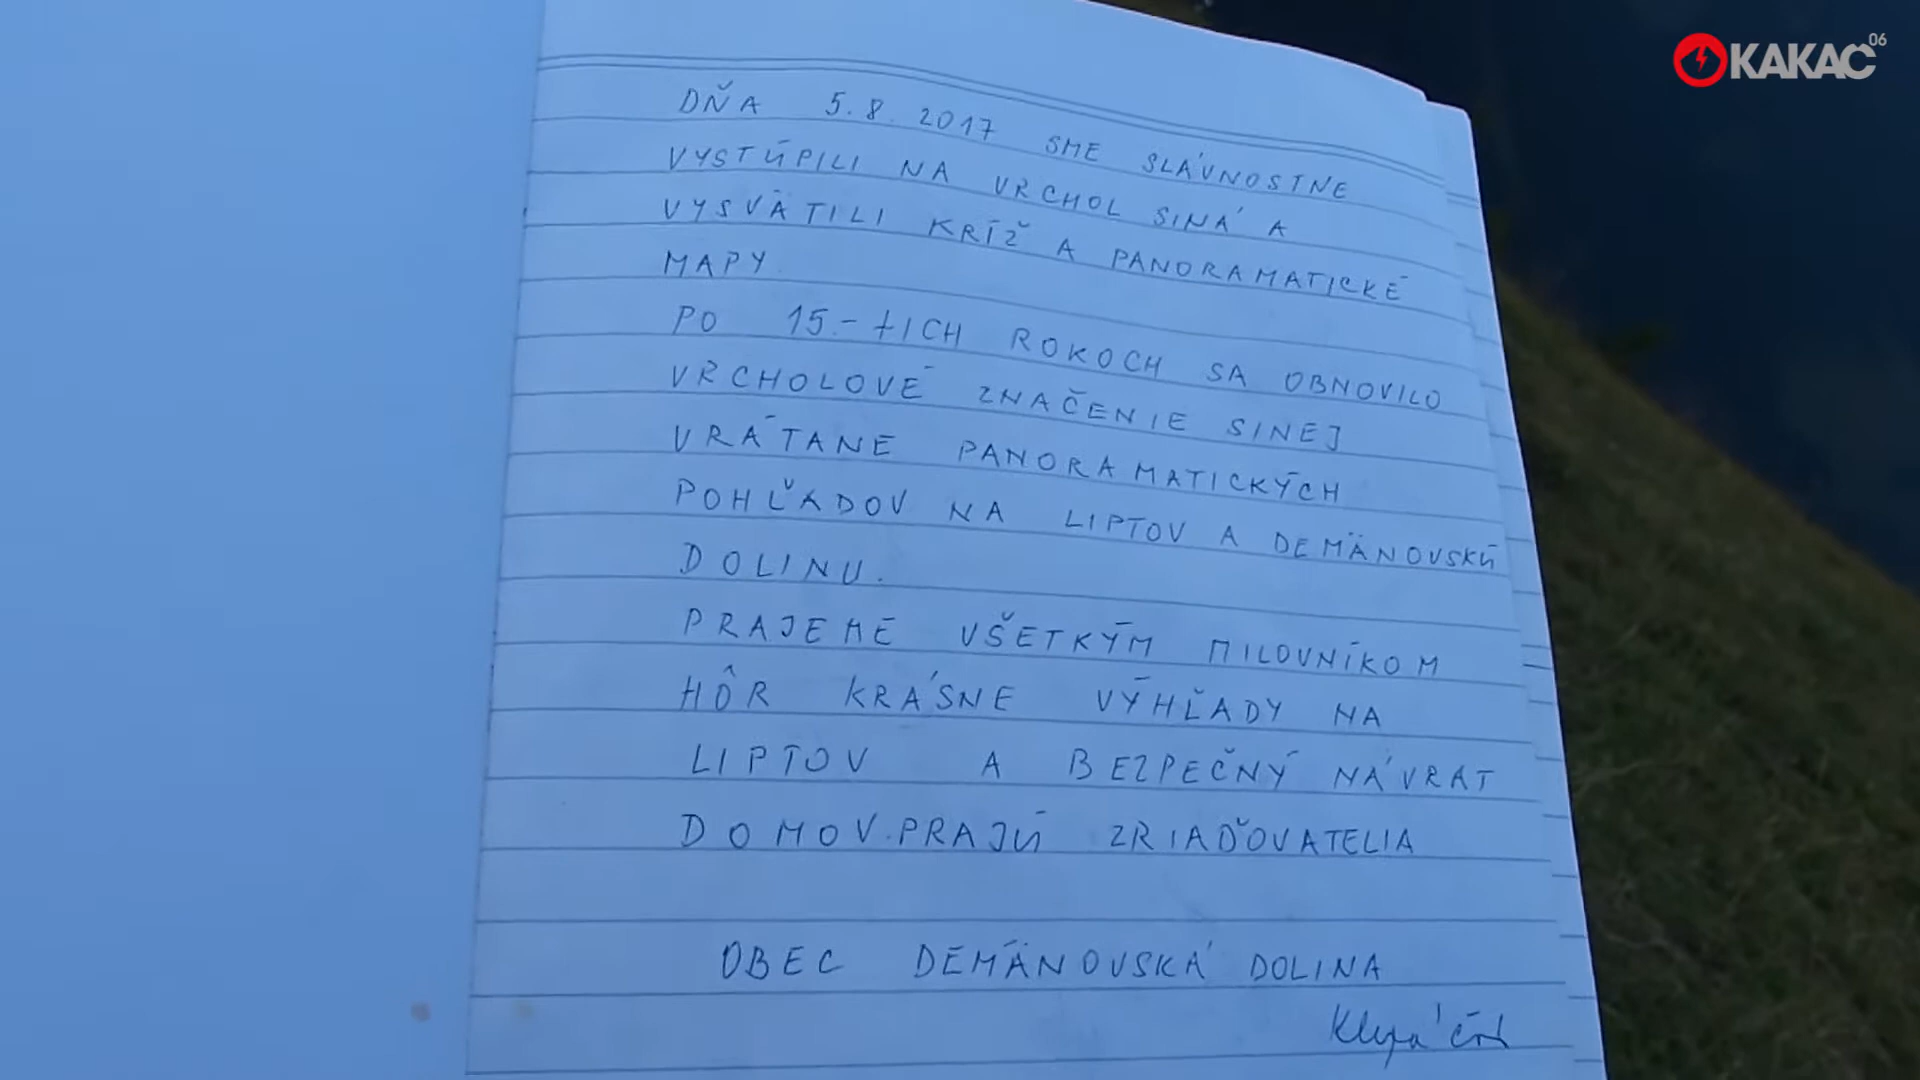 KAKAC06
DŇA 5.8.2017 SME SLÁVNOSTNE
VYSTÚPILI NA VRCHOL SINÁ A
VYSVÄTILI KRÍŽ A PANORAMATICKÉ
MAPY
PO 15.-tICH ROKOCH SA OBNOVILO
VRCHOLOVÉ ZNAČENIE SINEJ
VRÁTANE PANORAMATICKÝCH
POHĽADOV NA LIPTOV A DEMÄNOVSKÚ
DOLINU.
PRAJEME VŠETKÝM MILOVNÍKOM
HÔR KRÁSNE VÝHĽADY NA
LIPTOV A BEZPEČNÝ NÁVRAT
DOMOV. PRAJÚ ZRIAĎOVATELIA
OBEC DEMÄNOVSKÁ DOLINA